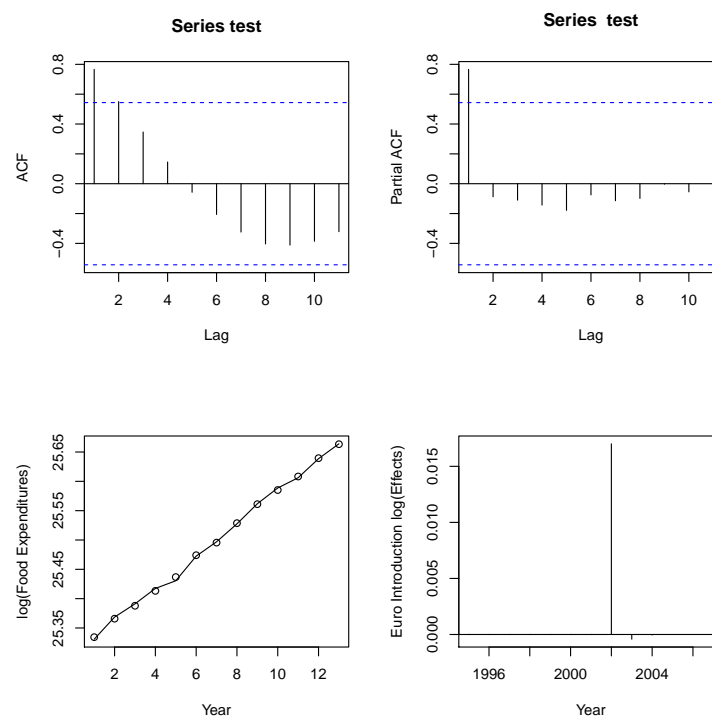 Series test
ACF
0.8
0.4
0.0
−0.4
2 4 6 8 10
Lag
Series test
Partial ACF
0.8
0.4
0.0
−0.4
2 4 6 8 10
Lag
log(Food Expenditures)
25.65
25.55
25.45
25.35
2 4 6 8 10 12
Year
Euro Introduction log(Effects)
0.015
0.010
0.005
0.000
1996 2000 2004
Year